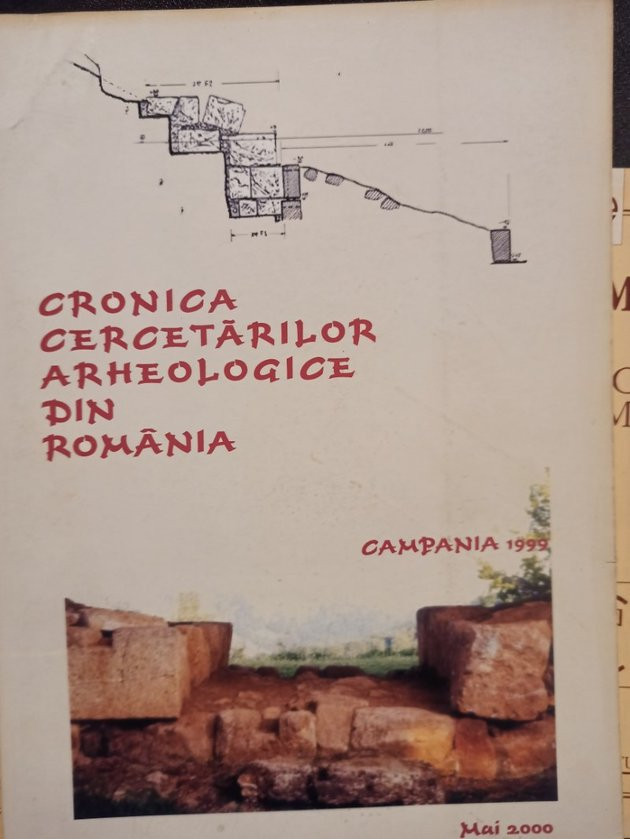 CRONICA
CERCETĂRILOR
ARHEOLOGICE
DIN
ROMÂNIA
CAMPANIA 1999
Mai 2000